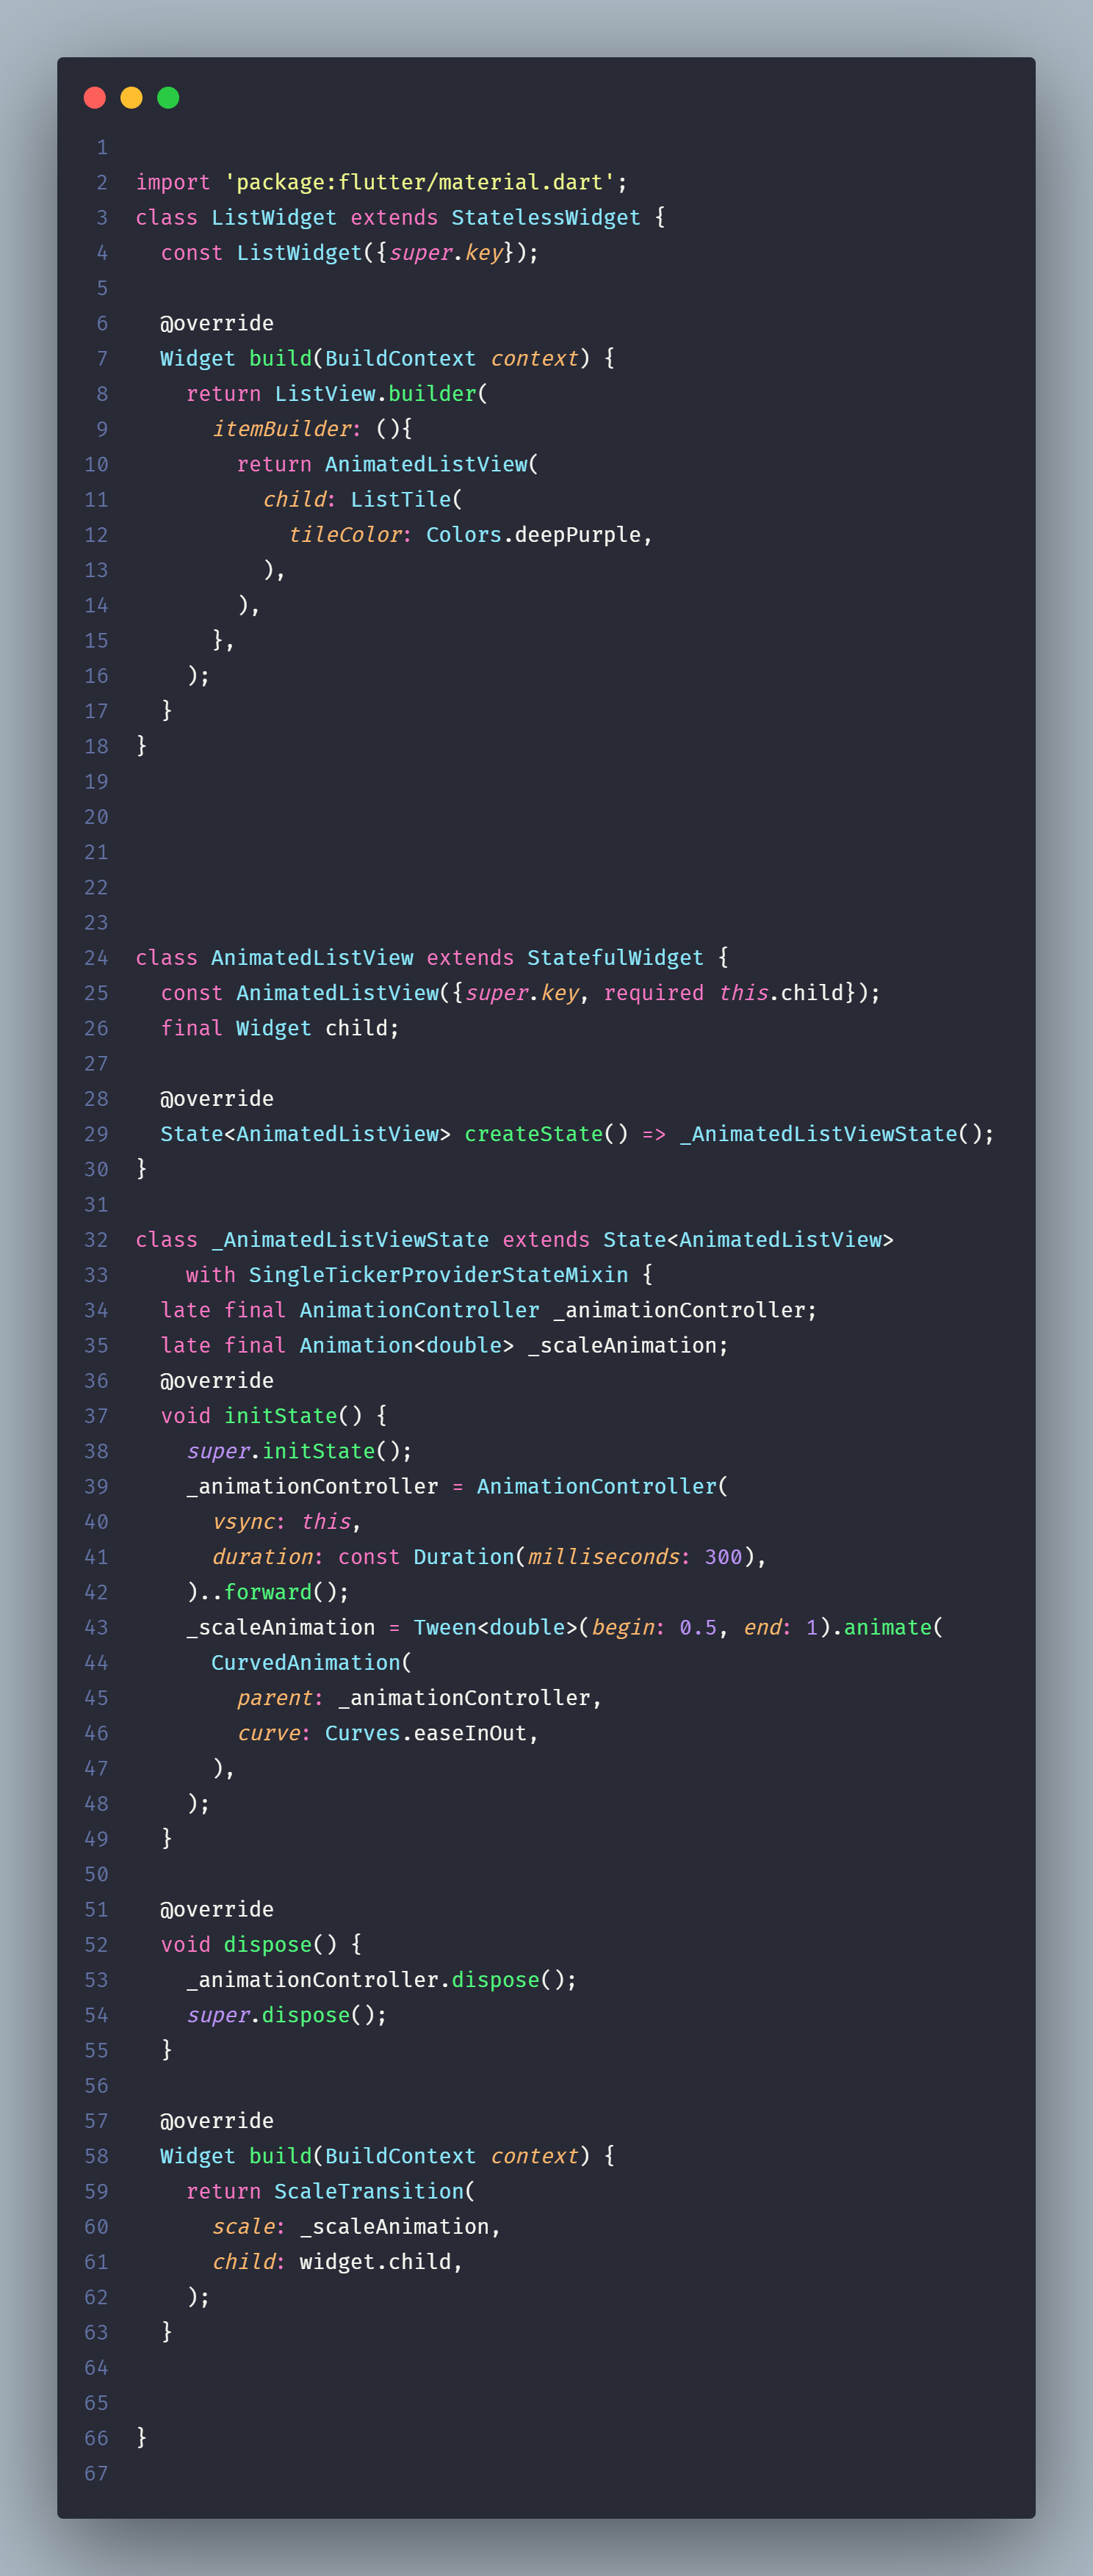 1
2 import 'package:flutter/material.dart';
3 class ListWidget extends StatelessWidget {
4   const ListWidget({super.key});
5
6   @override
7   Widget build(BuildContext context) {
8     return ListView.builder(
9       itemBuilder: (){
10         return AnimatedListView(
11           child: ListTile(
12             tileColor: Colors.deepPurple,
13           ),
14         ),
15       },
16     );
17   }
18 }
19
20
21
22
23
24 class AnimatedListView extends StatefulWidget {
25   const AnimatedListView({super.key, required this.child});
26   final Widget child;
27
28   @override
29   State<AnimatedListView> createState() => _AnimatedListViewState();
30 }
31
32 class _AnimatedListViewState extends State<AnimatedListView>
33     with SingleTickerProviderStateMixin {
34   late final AnimationController _animationController;
35   late final Animation<double> _scaleAnimation;
36   @override
37   void initState() {
38     super.initState();
39     _animationController = AnimationController(
40       vsync: this,
41       duration: const Duration(milliseconds: 300),
42     )..forward();
43     _scaleAnimation = Tween<double>(begin: 0.5, end: 1).animate(
44       CurvedAnimation(
45         parent: _animationController,
46         curve: Curves.easeInOut,
47       ),
48     );
49   }
50
51   @override
52   void dispose() {
53     _animationController.dispose();
54     super.dispose();
55   }
56
57   @override
58   Widget build(BuildContext context) {
59     return ScaleTransition(
60       scale: _scaleAnimation,
61       child: widget.child,
62     );
63   }
64
65
66 }
67